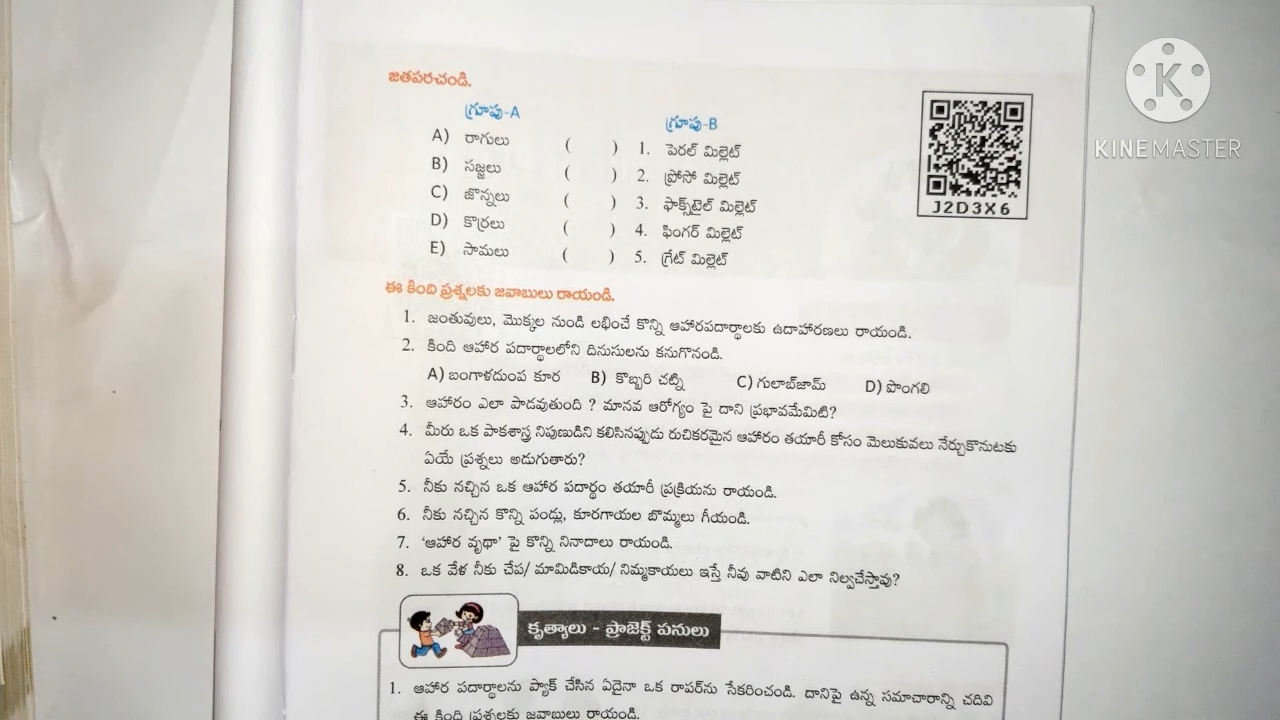 జతపరచండి.
గ్రూపు-A
గ్రూపు-B
A) రాగులు ( ) 1. పెరల్ మిల్లెట్
B) సజ్జలు ( ) 2. ప్రోసో మిల్లెట్
C) జొన్నలు ( ) 3. ఫాక్స్‌టైల్ మిల్లెట్
D) కొర్రలు ( ) 4. ఫింగర్ మిల్లెట్
E) సామలు ( ) 5. గ్రేట్ మిల్లెట్
J2D3X6
K
KINEMASTER
ఈ కింది ప్రశ్నలకు జవాబులు రాయండి.
1. జంతువులు, మొక్కల నుండి లభించే కొన్ని ఆహారపదార్థాలకు ఉదాహారణలు రాయండి.
2. కింది ఆహార పదార్థాలలోని దినుసులను కనుగొనండి.
A) బంగాళదుంప కూర B) కొబ్బరి చట్ని C) గులాబ్‌జామ్ D) పొంగలి
3. ఆహారం ఎలా పాడవుతుంది ? మానవ ఆరోగ్యం పై దాని ప్రభావమేమిటి?
4. మీరు ఒక పాకశాస్త్ర నిపుణుడిని కలిసినప్పుడు రుచికరమైన ఆహారం తయారీ కోసం మెలుకువలు నేర్చుకొనుటకు
ఏయే ప్రశ్నలు అడుగుతారు?
5. నీకు నచ్చిన ఒక ఆహార పదార్థం తయారీ ప్రక్రియను రాయండి.
6. నీకు నచ్చిన కొన్ని పండ్లు, కూరగాయల బొమ్మలు గీయండి.
7. ‘ఆహార వృథా’ పై కొన్ని నినాదాలు రాయండి.
8. ఒక వేళ నీకు చేప/ మామిడికాయ/ నిమ్మకాయలు ఇస్తే నీవు వాటిని ఎలా నిల్వచేస్తావు?
కృత్యాలు - ప్రాజెక్ట్ పనులు
1. ఆహార పదార్థాలను ప్యాక్ చేసిన ఏదైనా ఒక రాపర్‌ను సేకరించండి. దానిపై ఉన్న సమాచారాన్ని చదివి
ఈ కింది ప్రశ్నలకు జవాబులు రాయండి.